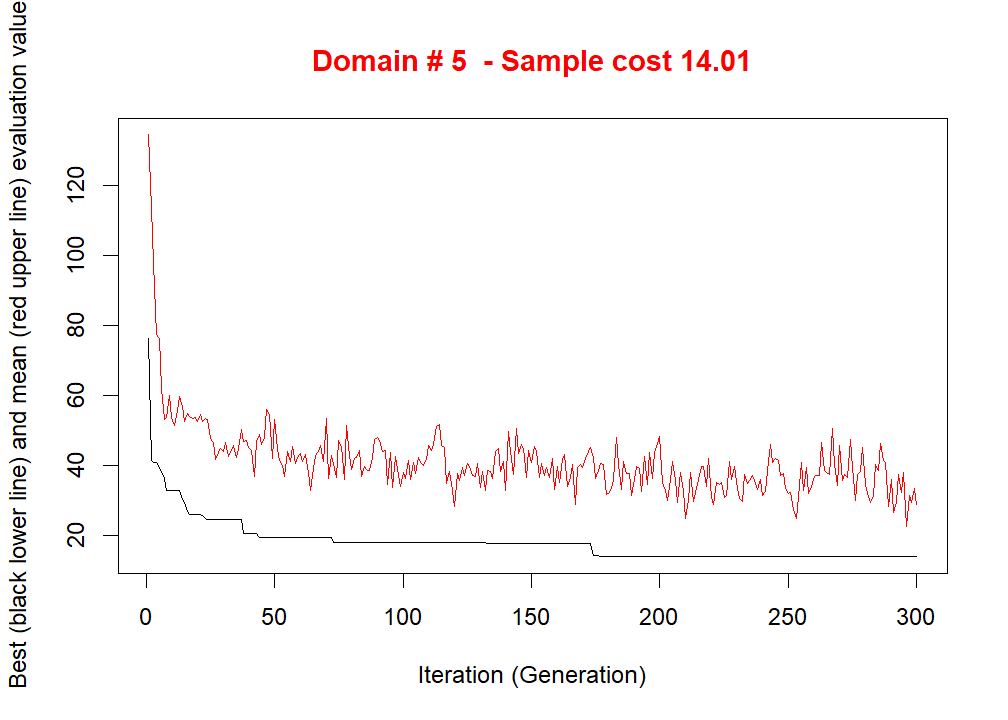 Domain # 5  - Sample cost 14.01
Best (black lower line) and mean (red upper line) evaluation value
120
100
80
60
40
20
0 50 100 150 200 250 300
Iteration (Generation)